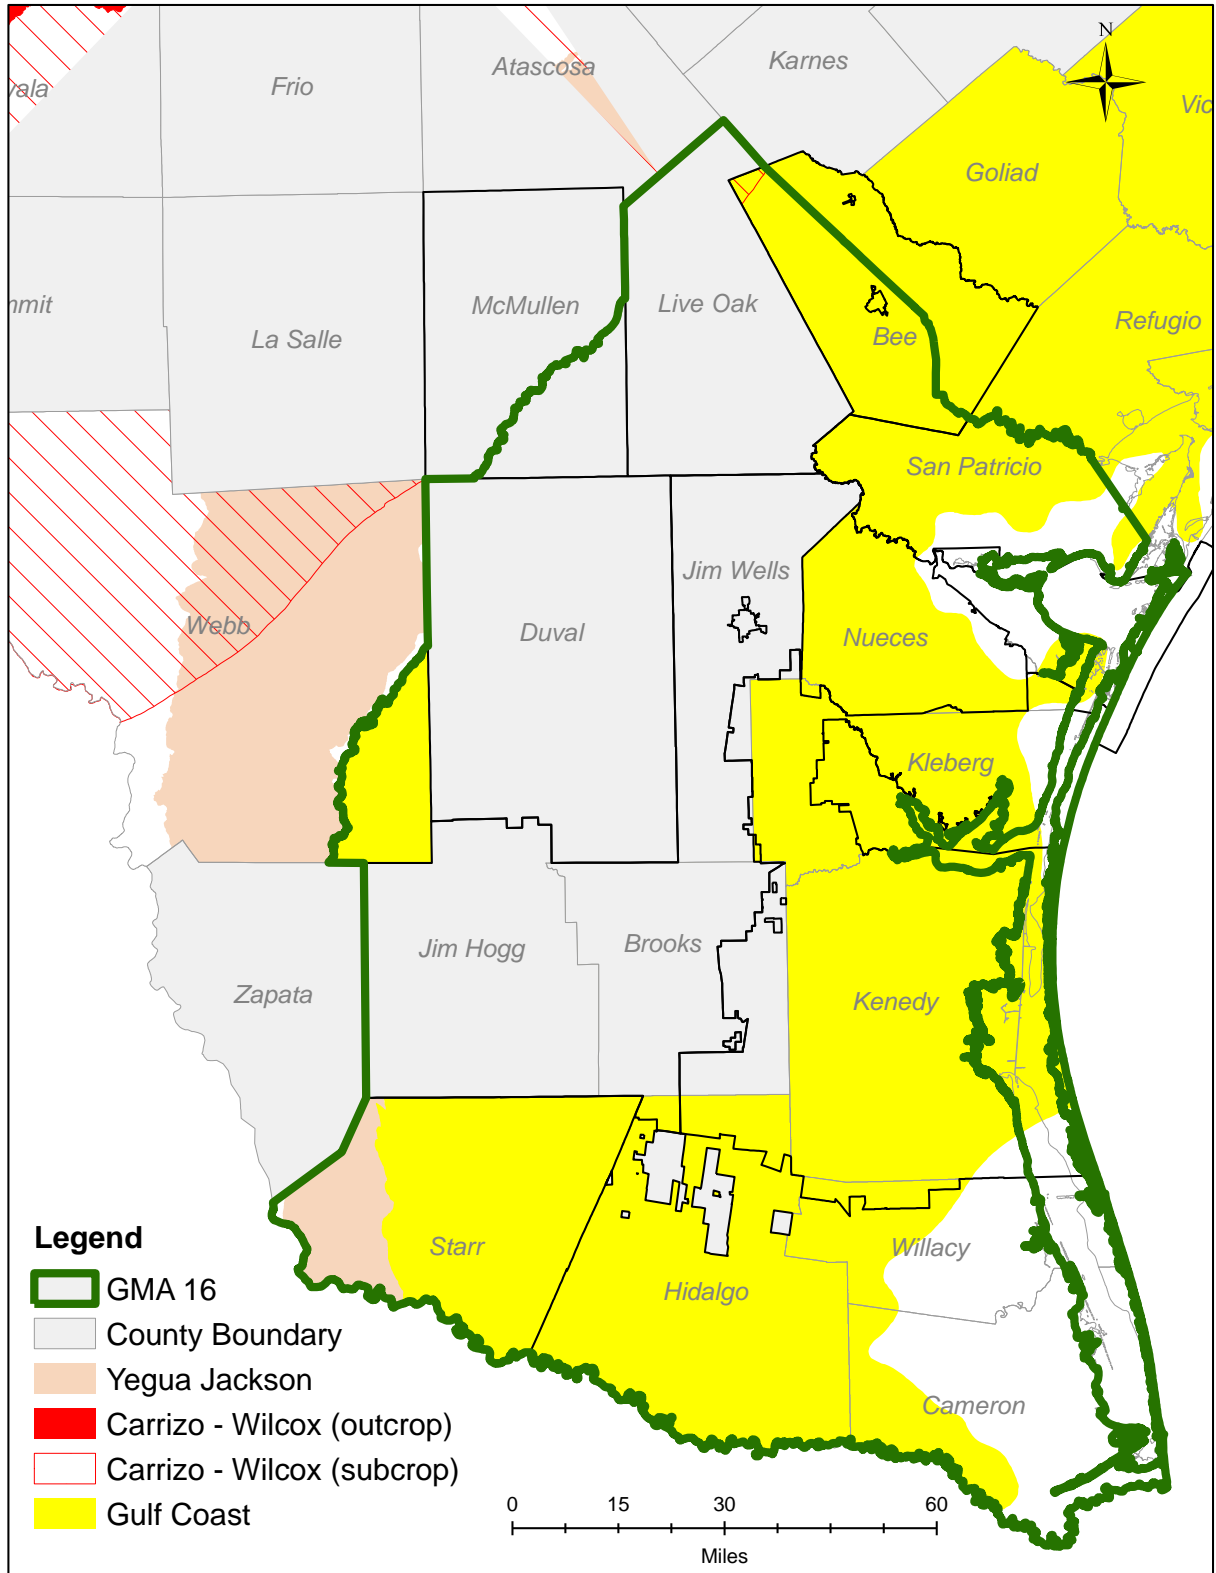 N
Karnes
Atascosa
Frio
vala
Vic
Goliad
mmit
McMullen
Live Oak
Refugio
La Salle
Bee
San Patricio
Jim Wells
Webb
Duval
Nueces
Kleberg
Jim Hogg
Brooks
Zapata
Kenedy
Starr
Willacy
Hidalgo
Cameron
Legend
GMA 16
County Boundary
Yegua Jackson
Carrizo - Wilcox (outcrop)
Carrizo - Wilcox (subcrop)
Gulf Coast
0 15 30 60
Miles